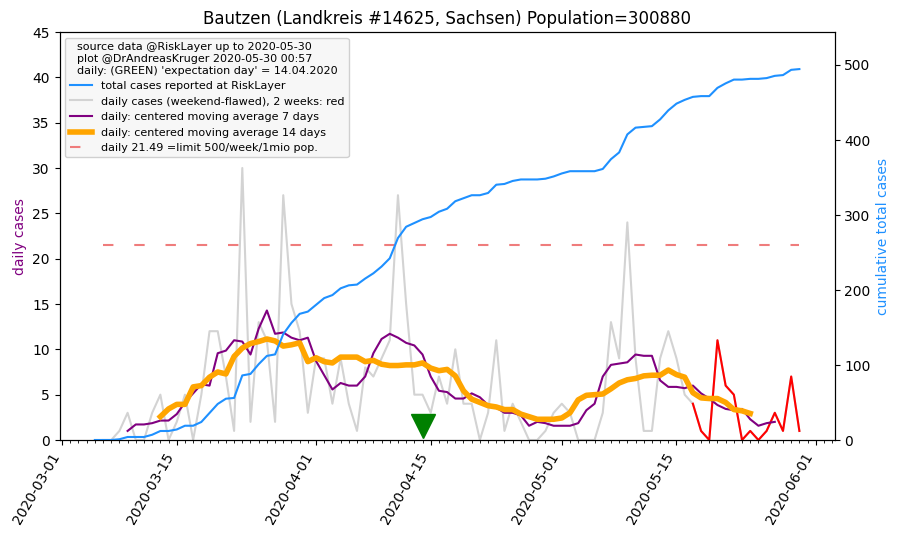 Bautzen (Landkreis #14625, Sachsen) Population=300880
source data @RiskLayer up to 2020-05-30
plot @DrAndreasKruger 2020-05-30 00:57
daily: (GREEN) 'expectation day' = 14.04.2020
total cases reported at RiskLayer
daily cases (weekend-flawed), 2 weeks: red
daily: centered moving average 7 days
daily: centered moving average 14 days
daily 21.49 =limit 500/week/1mio pop.
daily cases
45
40
35
30
25
20
15
10
5
0
cumulative total cases
500
400
300
200
100
0
2020-03-01
2020-03-15
2020-04-01
2020-04-15
2020-05-01
2020-05-15
2020-06-01